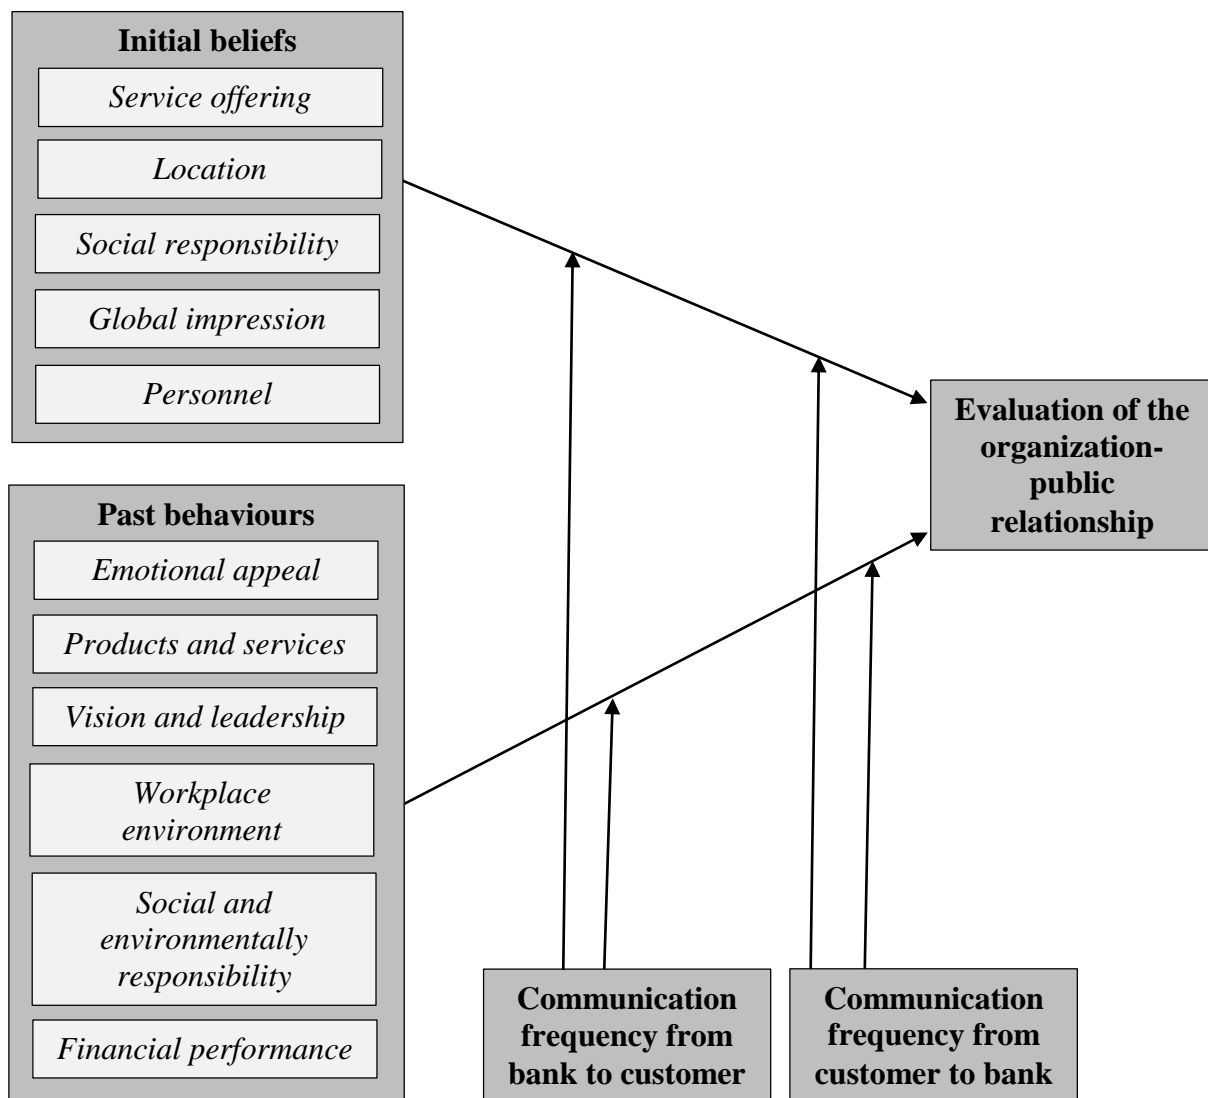 Initial beliefs
Service offering
Location
Social responsibility
Global impression
Personnel
Past behaviours
Emotional appeal
Products and services
Vision and leadership
Workplace
environment
Social and
environmentally
responsibility
Financial performance
Evaluation of the
organization-
public
relationship
Communication
frequency from
bank to customer
Communication
frequency from
customer to bank